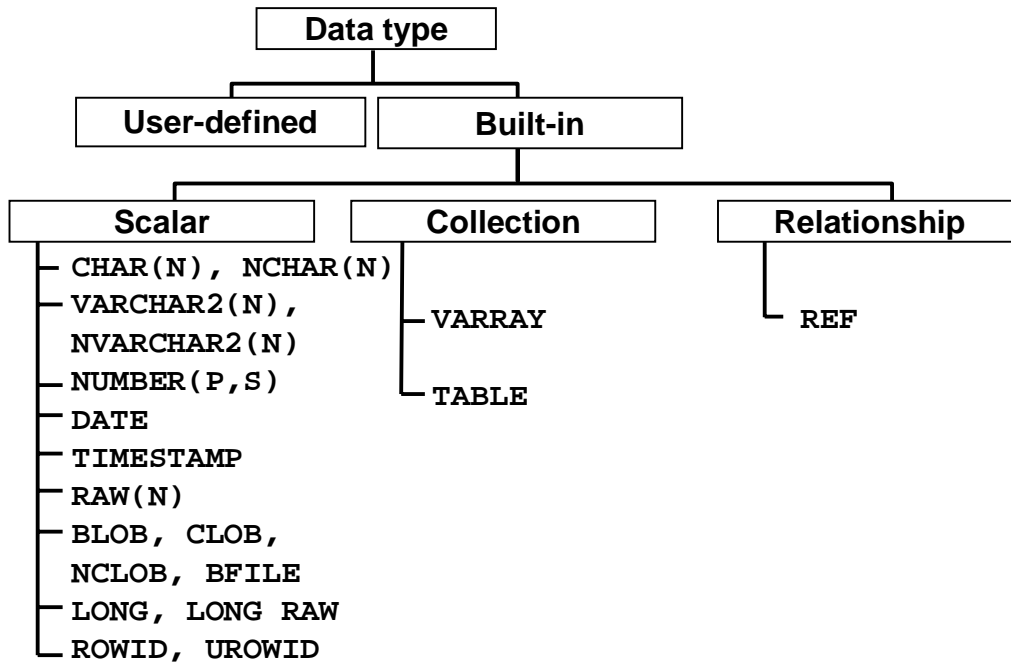 Data type
User-defined
Built-in
Scalar
Collection
Relationship
CHAR(N), NCHAR(N)
VARCHAR2(N),
NVARCHAR2(N)
NUMBER(P,S)
DATE
TIMESTAMP
RAW(N)
BLOB, CLOB,
NCLOB, BFILE
LONG, LONG RAW
ROWID, UROWID
VARRAY
TABLE
REF